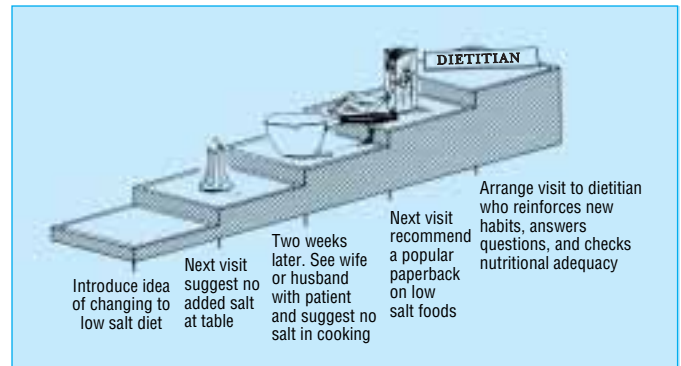 DIETITIAN
Introduce idea
of changing to
low salt diet
Next visit
suggest no
added salt
at table
Two weeks
later. See wife
or husband
with patient
and suggest no
salt in cooking
Next visit
recommend
a popular
paperback
on low
salt foods
Arrange visit to dietitian
who reinforces new
habits, answers
questions, and checks
nutritional adequacy